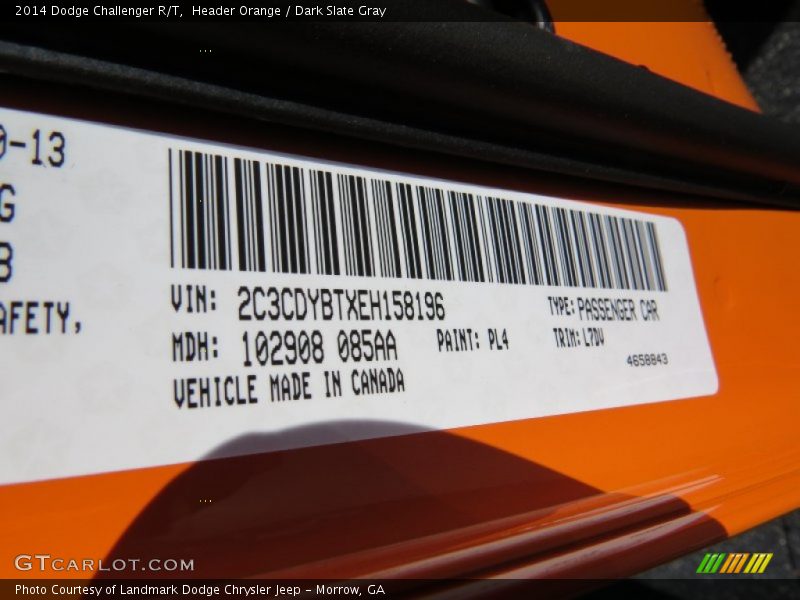 2014 Dodge Challenger R/T,  Header Orange / Dark Slate Gray
0-13
G
B
AFETY,
VIN: 2C3CDYBTXEH158196
TYPE: PASSENGER CAR
MDH: 102908 085AA
PAINT: PL4
TRIM: L7DV
VEHICLE MADE IN CANADA
4658843
GTcarlot.com
Photo Courtesy of Landmark Dodge Chrysler Jeep - Morrow, GA